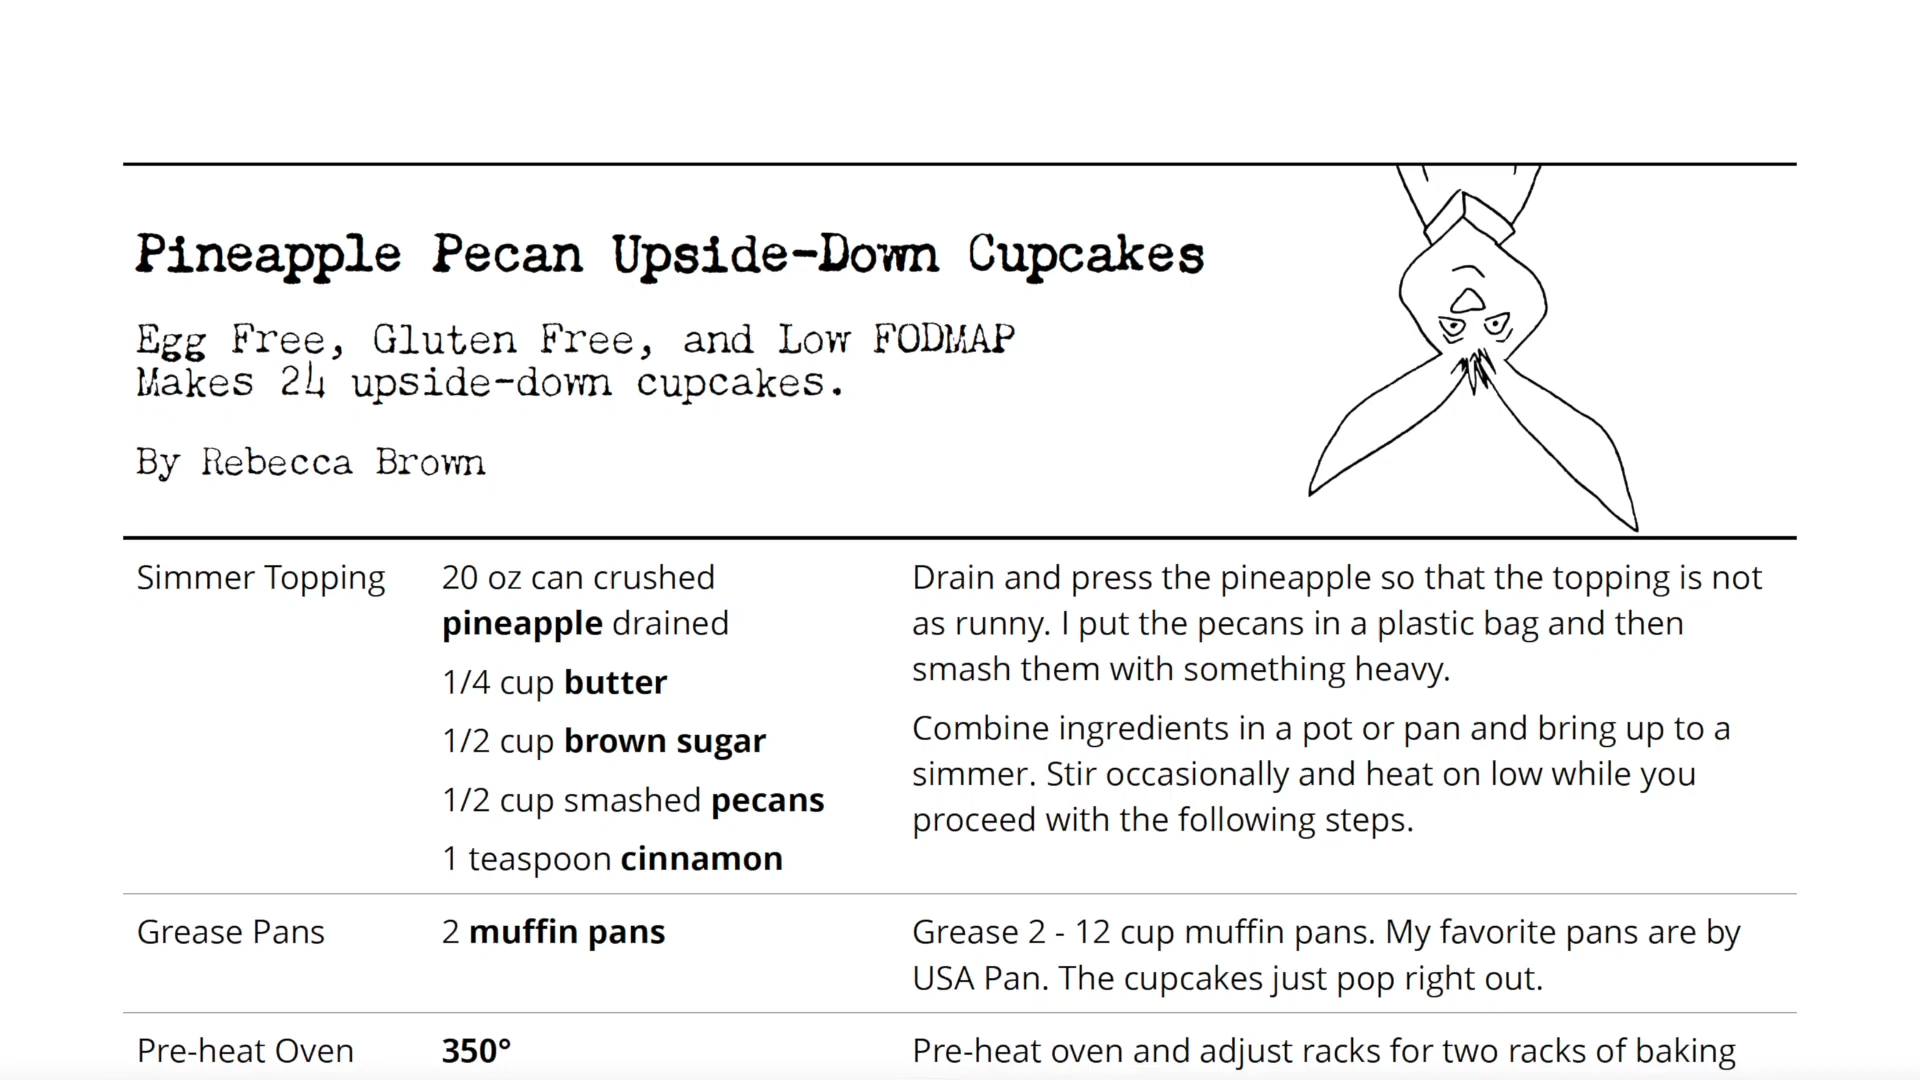 Pineapple Pecan Upside-Down Cupcakes
Egg Free, Gluten Free, and Low FODMAP
Makes 24 upside-down cupcakes.
By Rebecca Brown
Simmer Topping
20 oz can crushed
pineapple drained
1/4 cup butter
1/2 cup brown sugar
1/2 cup smashed pecans
1 teaspoon cinnamon
Drain and press the pineapple so that the topping is not
as runny. I put the pecans in a plastic bag and then
smash them with something heavy.
Combine ingredients in a pot or pan and bring up to a
simmer. Stir occasionally and heat on low while you
proceed with the following steps.
Grease Pans
2 muffin pans
Grease 2 - 12 cup muffin pans. My favorite pans are by
USA Pan. The cupcakes just pop right out.
Pre-heat Oven
350°
Pre-heat oven and adjust racks for two racks of baking